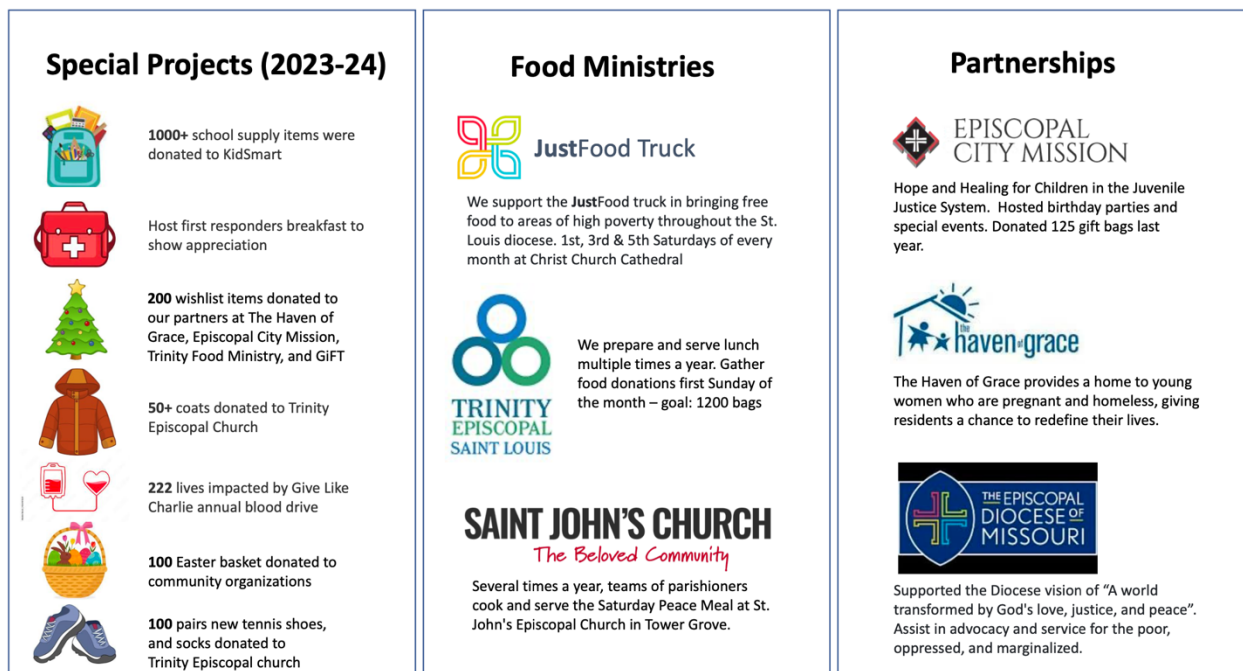 Special Projects (2023-24)
1000+ school supply items were
donated to KidSmart
Host first responders breakfast to
show appreciation
200 wishlist items donated to
our partners at The Haven of
Grace, Episcopal City Mission,
Trinity Food Ministry, and GiFT
50+ coats donated to Trinity
Episcopal Church
222 lives impacted by Give Like
Charlie annual blood drive
100 Easter basket donated to
community organizations
100 pairs new tennis shoes,
and socks donated to
Trinity Episcopal church
Food Ministries
JustFood Truck
We support the JustFood truck in bringing free
food to areas of high poverty throughout the St.
Louis diocese. 1st, 3rd & 5th Saturdays of every
month at Christ Church Cathedral
TRINITY
EPISCOPAL
SAINT LOUIS
We prepare and serve lunch
multiple times a year. Gather
food donations first Sunday of
the month – goal: 1200 bags
SAINT JOHN'S CHURCH
The Beloved Community
Several times a year, teams of parishioners
cook and serve the Saturday Peace Meal at St.
John's Episcopal Church in Tower Grove.
Partnerships
EPISCOPAL
CITY MISSION
Hope and Healing for Children in the Juvenile
Justice System.  Hosted birthday parties and
special events. Donated 125 gift bags last
year.
the haven of grace
The Haven of Grace provides a home to young
women who are pregnant and homeless, giving
residents a chance to redefine their lives.
THE EPISCOPAL
DIOCESE OF
MISSOURI
Supported the Diocese vision of “A world
transformed by God's love, justice, and peace”.
Assist in advocacy and service for the poor,
oppressed, and marginalized.